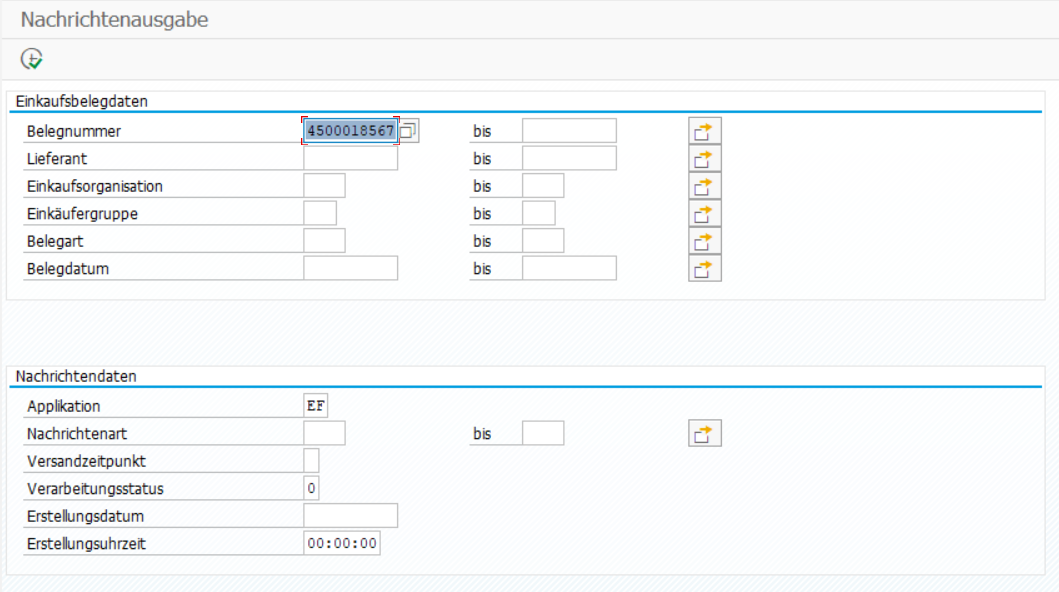 Nachrichtenausgabe
Einkaufsbelegdaten
Belegnummer 4500018567 bis
Lieferant bis
Einkaufsorganisation bis
Einkäufergruppe bis
Belegart bis
Belegdatum bis
Nachrichtendaten
Applikation EF
Nachrichtenart bis
Versandzeitpunkt
Verarbeitungsstatus 0
Erstellungsdatum
Erstellungsuhrzeit 00:00:00